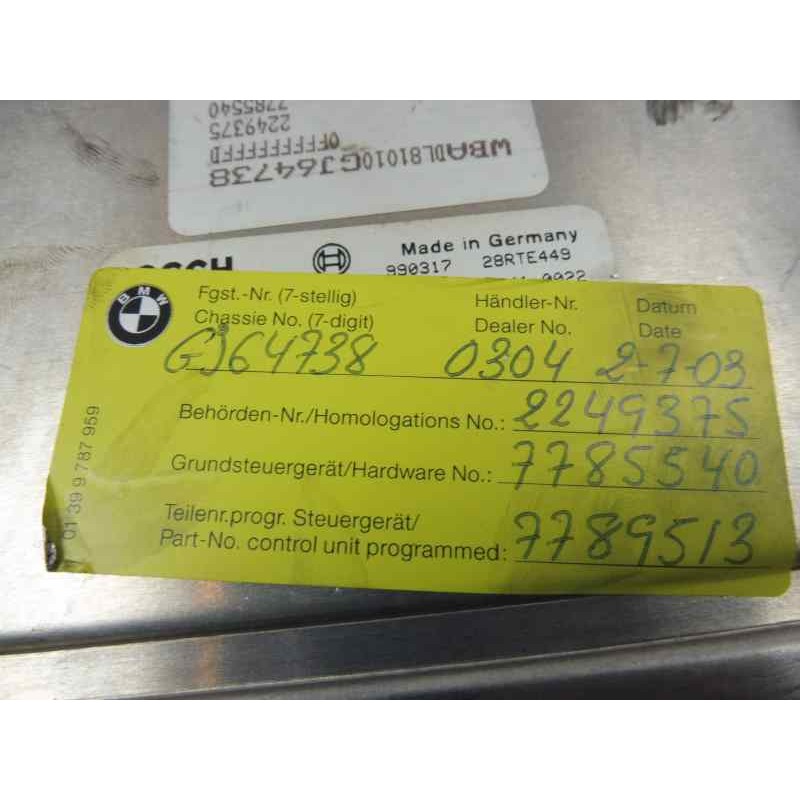 7785540
2249375
0FFFFFFFFD
WBADL81010GJ64738
BOSCH
Made in Germany
990317 28RTE449
0022
BMW
Fgst.-Nr. (7-stellig) Händler-Nr. Datum
Chassie No. (7-digit) Dealer No. Date
GJ64738 0304 2-7-03
Behörden-Nr./Homologations No.: 2249375
Grundsteuergerät/Hardware No.: 7785540
Teilenr.progr. Steuergerät/
Part-No. control unit programmed: 7789513
01 39 9 787 959